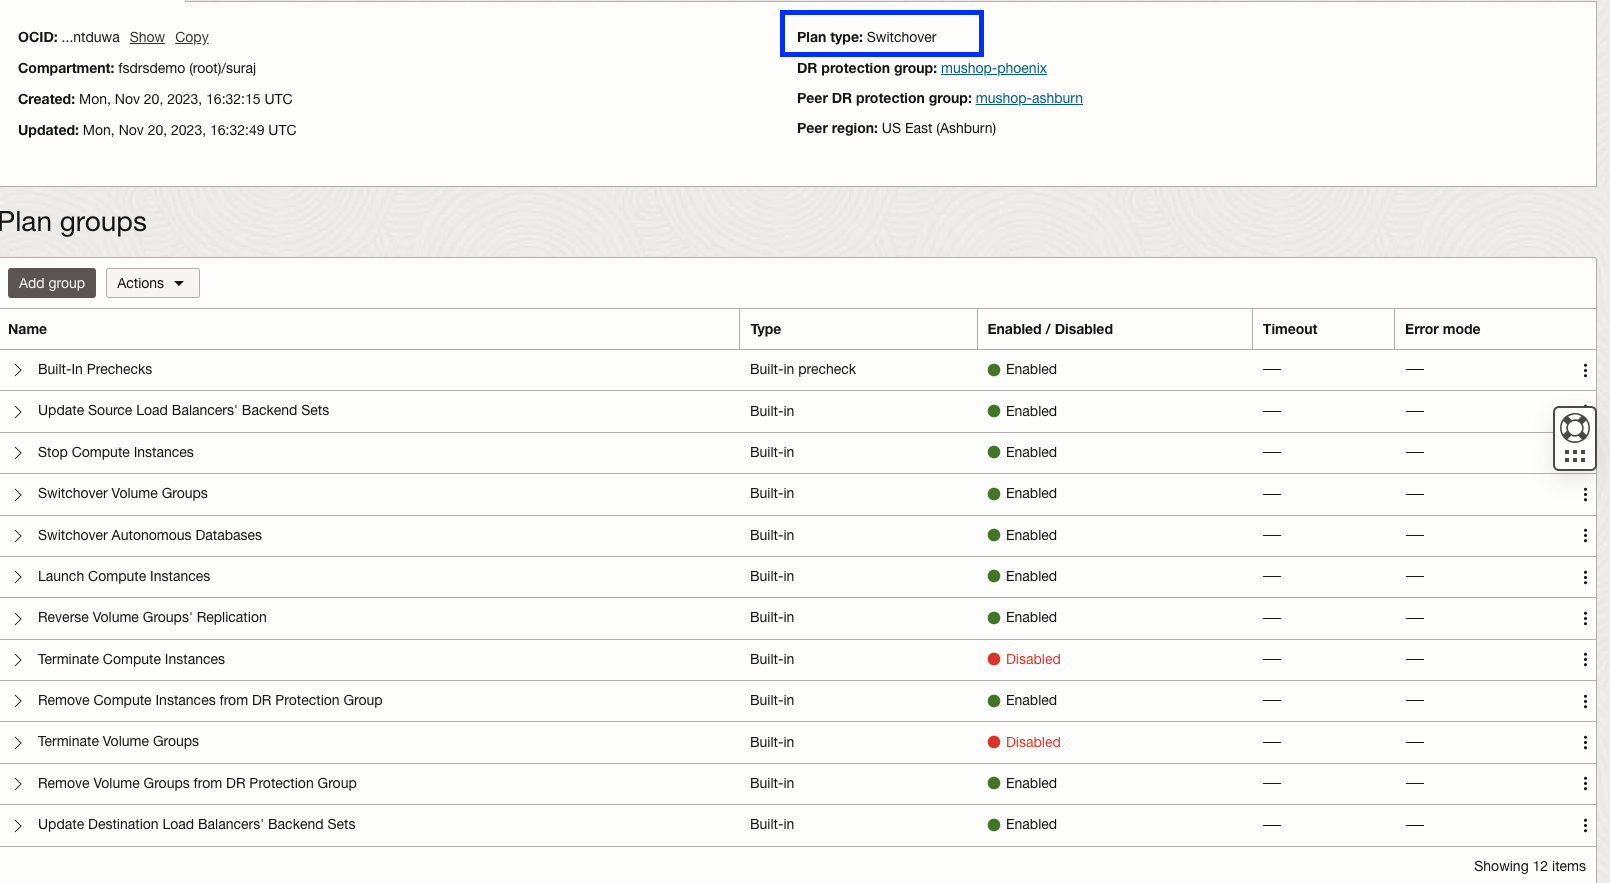 OCID: ...ntduwa Show Copy
Compartment: fsdrsdemo (root)/suraj
Created: Mon, Nov 20, 2023, 16:32:15 UTC
Updated: Mon, Nov 20, 2023, 16:32:49 UTC
Plan type: Switchover
DR protection group: mushop-phoenix
Peer DR protection group: mushop-ashburn
Peer region: US East (Ashburn)
Plan groups
Add group Actions
Name Type Enabled / Disabled Timeout Error mode
Built-In Prechecks Built-in precheck Enabled — —
Update Source Load Balancers' Backend Sets Built-in Enabled — —
Stop Compute Instances Built-in Enabled — —
Switchover Volume Groups Built-in Enabled — —
Switchover Autonomous Databases Built-in Enabled — —
Launch Compute Instances Built-in Enabled — —
Reverse Volume Groups' Replication Built-in Enabled — —
Terminate Compute Instances Built-in Disabled — —
Remove Compute Instances from DR Protection Group Built-in Enabled — —
Terminate Volume Groups Built-in Disabled — —
Remove Volume Groups from DR Protection Group Built-in Enabled — —
Update Destination Load Balancers' Backend Sets Built-in Enabled — —
Showing 12 items